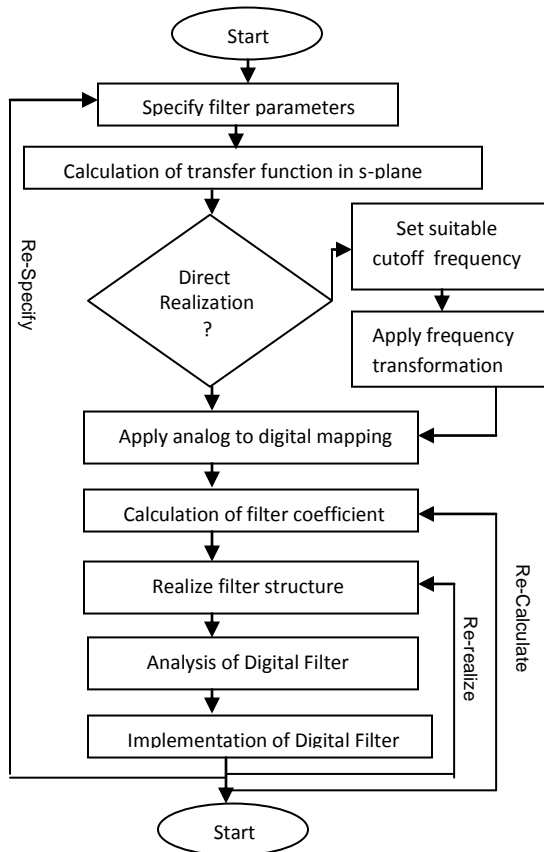 Start
Specify filter parameters
Calculation of transfer function in s-plane
Direct
Realization
?
Set suitable
cutoff frequency
Apply frequency
transformation
Apply analog to digital mapping
Calculation of filter coefficient
Realize filter structure
Analysis of Digital Filter
Implementation of Digital Filter
Start
Re-Specify
Re-realize
Re-Calculate